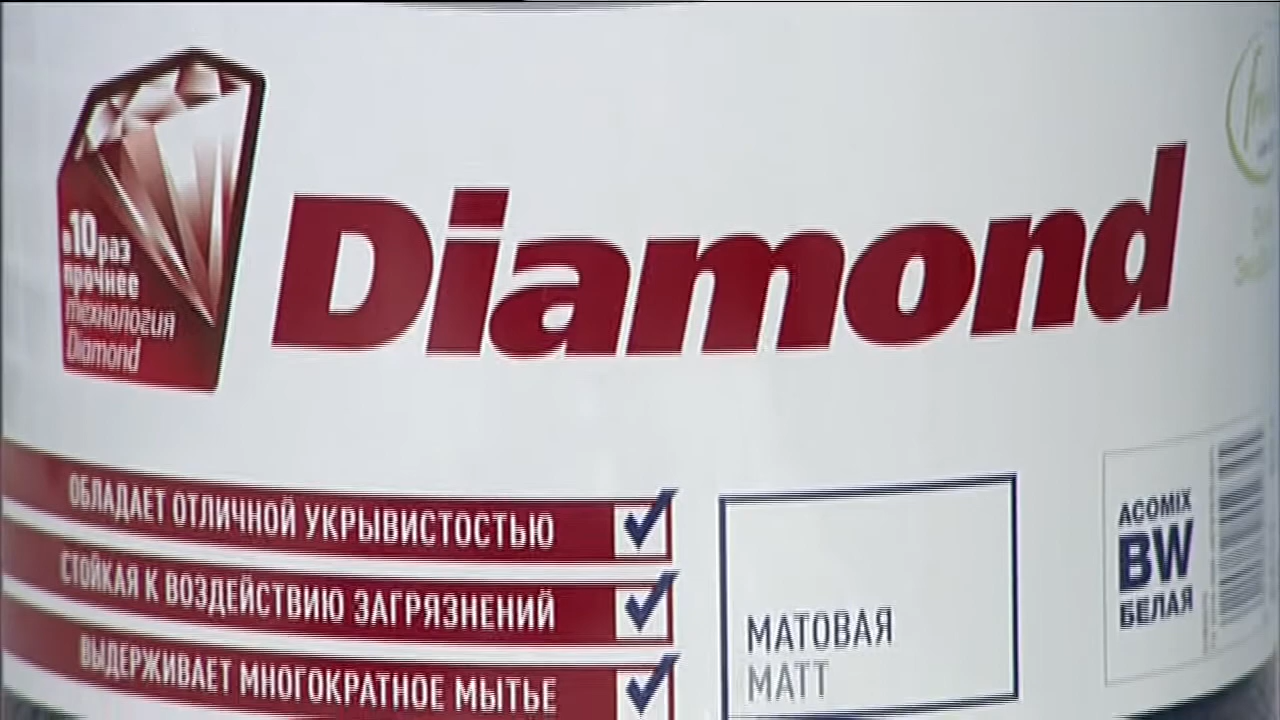 Diamond
в 10 раз
прочнее
технология
Diamond
ОБЛАДАЕТ ОТЛИЧНОЙ УКРЫВИСТОСТЬЮ
СТОЙКАЯ К ВОЗДЕЙСТВИЮ ЗАГРЯЗНЕНИЙ
ВЫДЕРЖИВАЕТ МНОГОКРАТНОЕ МЫТЬЕ
МАТОВАЯ
MATT
ACOMIX
BW
БЕЛАЯ